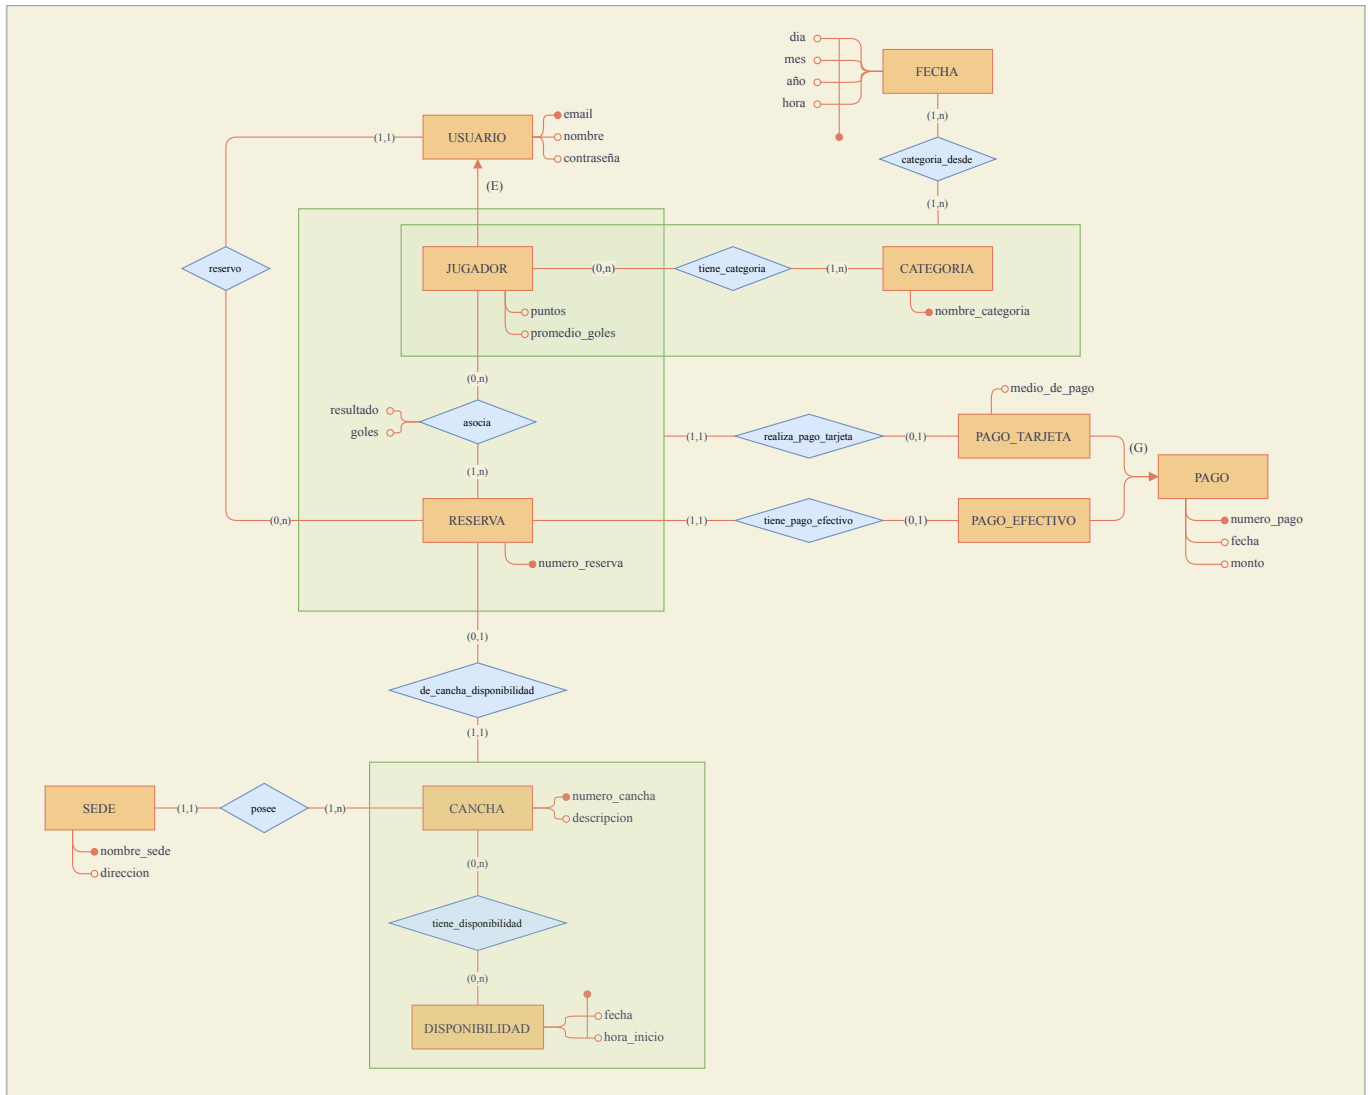 dia
mes
año
hora
FECHA
(1,n)
categoria_desde
(1,n)
USUARIO
email
nombre
contraseña
(1,1)
(E)
reservo
JUGADOR
puntos
promedio_goles
(0,n)
tiene_categoria
(1,n)
CATEGORIA
nombre_categoria
(0,n)
resultado
goles
asocia
(1,n)
(1,1)
realiza_pago_tarjeta
(0,1)
medio_de_pago
PAGO_TARJETA
(G)
PAGO
numero_pago
fecha
monto
(0,n)
RESERVA
numero_reserva
(1,1)
tiene_pago_efectivo
(0,1)
PAGO_EFECTIVO
(0,1)
de_cancha_disponibilidad
(1,1)
SEDE
nombre_sede
direccion
(1,1)
posee
(1,n)
CANCHA
numero_cancha
descripcion
(0,n)
tiene_disponibilidad
(0,n)
DISPONIBILIDAD
fecha
hora_inicio